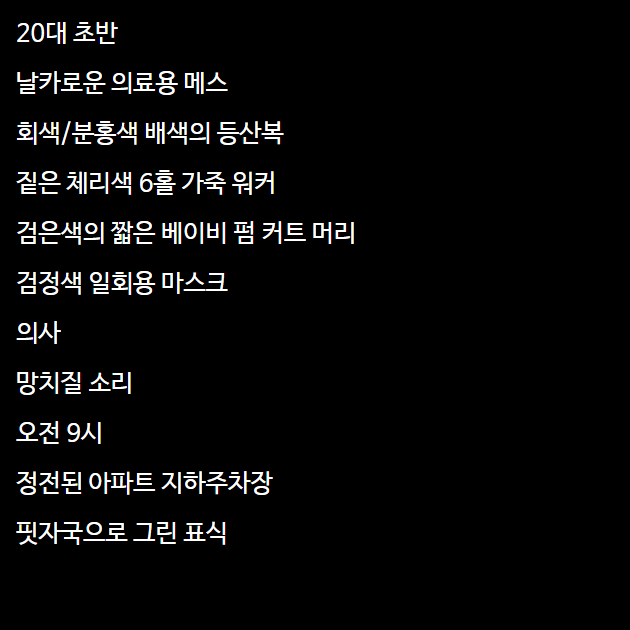 20대 초반
날카로운 의료용 메스
회색/분홍색 배색의 등산복
짙은 체리색 6홀 가죽 워커
검은색의 짧은 베이비 펌 커트 머리
검정색 일회용 마스크
의사
망치질 소리
오전 9시
정전된 아파트 지하주차장
핏자국으로 그린 표식